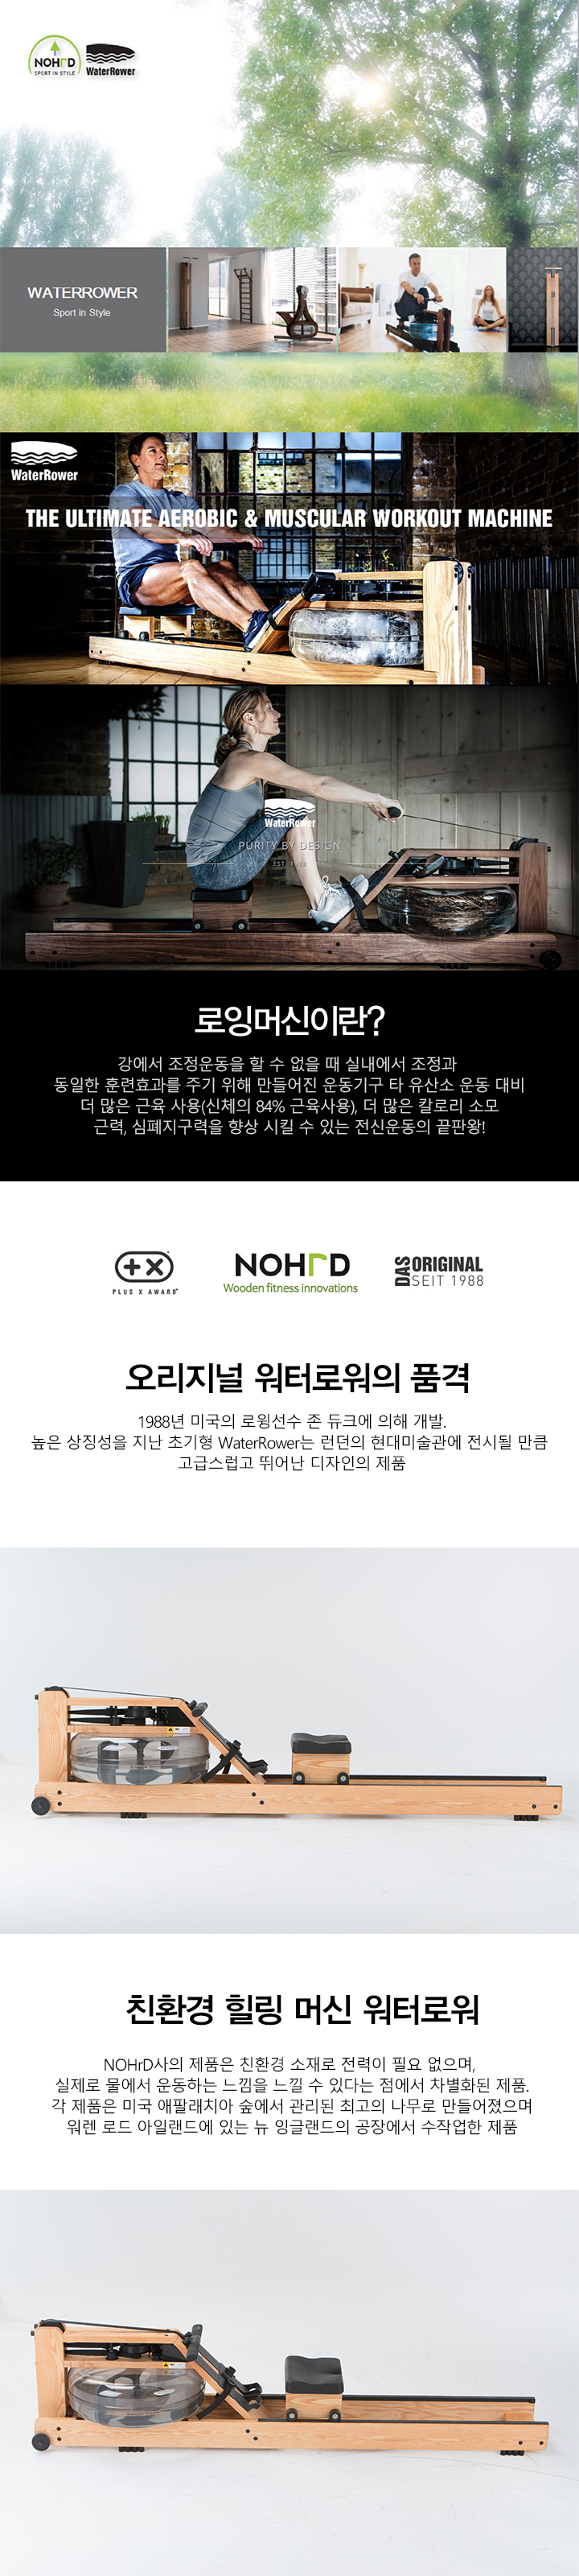 NOHrD
SPORT IN STYLE
WaterRower
WATERROWER
Sport in Style
WaterRower
THE ULTIMATE AEROBIC & MUSCULAR WORKOUT MACHINE
WaterRower
PURITY BY DESIGN
로잉머신이란?
강에서 조정운동을 할 수 없을 때 실내에서 조정과
동일한 훈련효과를 주기 위해 만들어진 운동기구 타 유산소 운동 대비
더 많은 근육 사용(신체의 84% 근육사용), 더 많은 칼로리 소모
근력, 심폐지구력을 향상 시킬 수 있는 전신운동의 끝판왕!
PLUS X AWARD
NOHrD
Wooden fitness innovations
DAS ORIGINAL
SEIT 1988
오리지널 워터로워의 품격
1988년 미국의 로윙선수 존 듀크에 의해 개발.
높은 상징성을 지난 초기형 WaterRower는 런던의 현대미술관에 전시될 만큼
고급스럽고 뛰어난 디자인의 제품
친환경 힐링 머신 워터로워
NOHrD사의 제품은 친환경 소재로 전력이 필요 없으며,
실제로 물에서 운동하는 느낌을 느낄 수 있다는 점에서 차별화된 제품.
각 제품은 미국 애팔래치아 숲에서 관리된 최고의 나무로 만들어졌으며
워렌 로드 아일랜드에 있는 뉴 잉글랜드의 공장에서 수작업한 제품